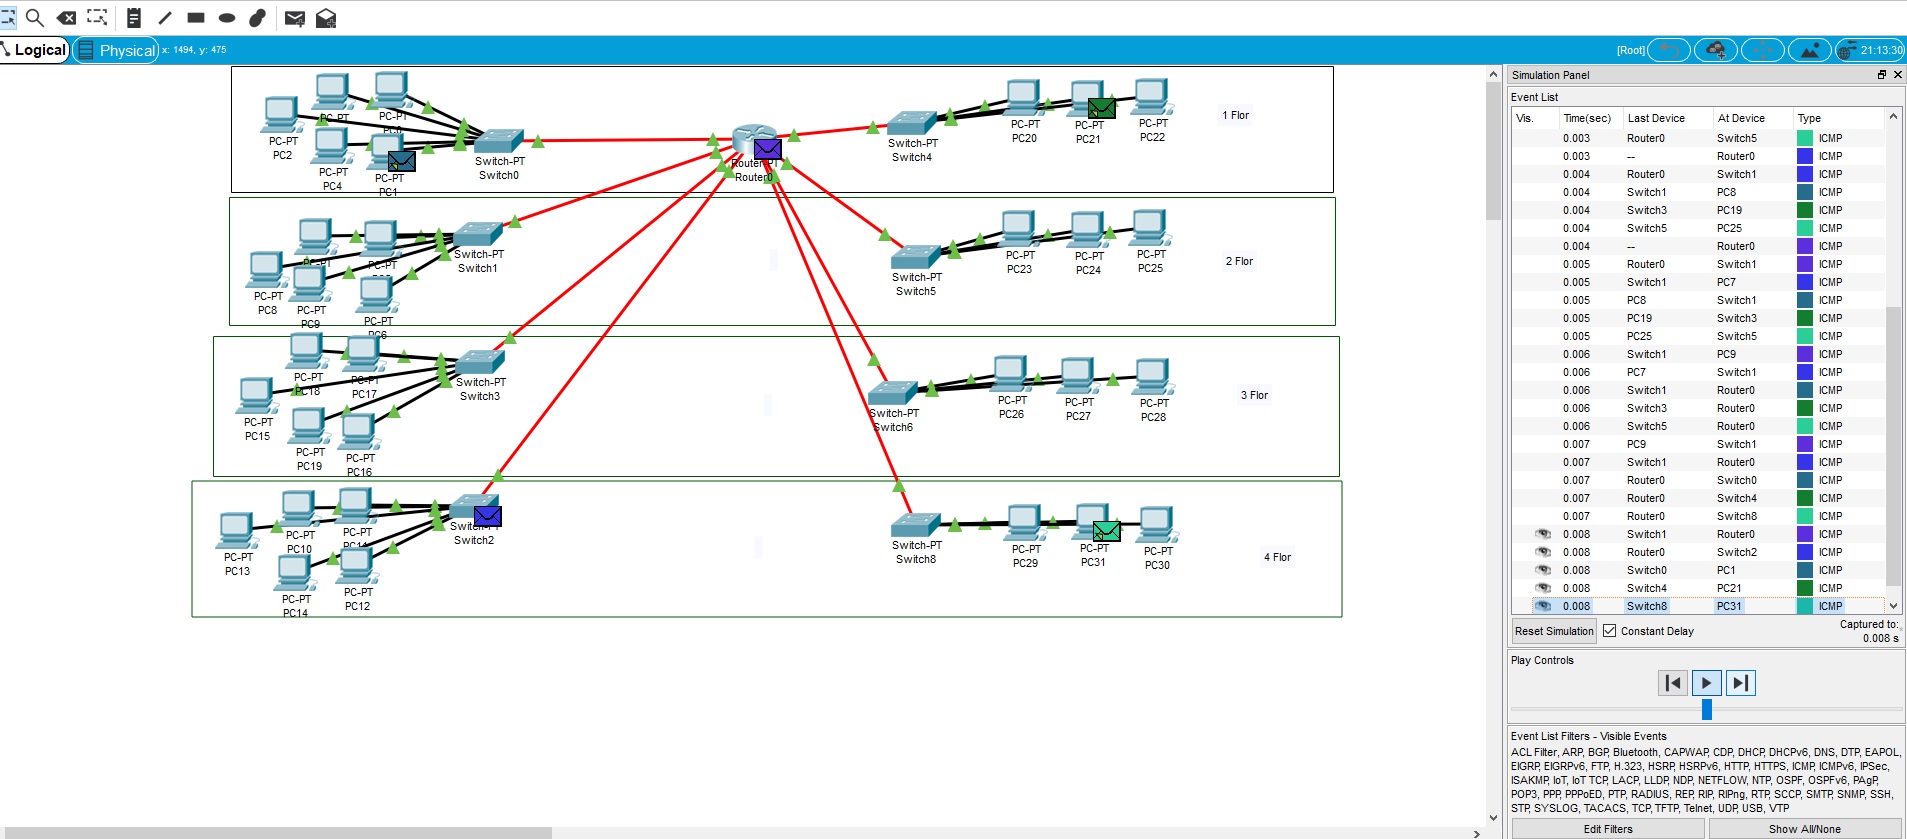 Logical
Physical
x: 1494, y: 475
[Root]
21:13:30
PC-PT
PC-PT
PC2
PC-PT
PC-PT
PC4
PC-PT
PC1
Switch-PT
Switch0
Router-PT
Router0
Switch-PT
Switch4
PC-PT
PC20
PC-PT
PC21
PC-PT
PC22
1 Flor
PC-PT
PC-PT
PC-PT
PC8
PC-PT
PC9
PC-PT
PC6
Switch-PT
Switch1
Switch-PT
Switch5
PC-PT
PC23
PC-PT
PC24
PC-PT
PC25
2 Flor
PC-PT
PC18
PC-PT
PC17
PC-PT
PC15
PC-PT
PC19
PC-PT
PC16
Switch-PT
Switch3
Switch-PT
Switch6
PC-PT
PC26
PC-PT
PC27
PC-PT
PC28
3 Flor
PC-PT
PC10
PC-PT
PC11
PC-PT
PC13
PC-PT
PC14
PC-PT
PC12
Switch-PT
Switch2
Switch-PT
Switch8
PC-PT
PC29
PC-PT
PC31
PC-PT
PC30
4 Flor
Simulation Panel
Event List
Vis. Time(sec) Last Device At Device Type
0.003 Router0 Switch5 ICMP
0.003 -- Router0 ICMP
0.004 Router0 Switch1 ICMP
0.004 Switch1 PC8 ICMP
0.004 Switch3 PC19 ICMP
0.004 Switch5 PC25 ICMP
0.004 -- Router0 ICMP
0.005 Router0 Switch1 ICMP
0.005 Switch1 PC7 ICMP
0.005 PC8 Switch1 ICMP
0.005 PC19 Switch3 ICMP
0.005 PC25 Switch5 ICMP
0.006 Switch1 PC9 ICMP
0.006 PC7 Switch1 ICMP
0.006 Switch1 Router0 ICMP
0.006 Switch3 Router0 ICMP
0.006 Switch5 Router0 ICMP
0.007 PC9 Switch1 ICMP
0.007 Switch1 Router0 ICMP
0.007 Router0 Switch0 ICMP
0.007 Router0 Switch4 ICMP
0.007 Router0 Switch8 ICMP
0.008 Switch1 Router0 ICMP
0.008 Router0 Switch2 ICMP
0.008 Switch0 PC1 ICMP
0.008 Switch4 PC21 ICMP
0.008 Switch8 PC31 ICMP
Reset Simulation
Constant Delay
Captured to:
0.008 s
Play Controls
Event List Filters - Visible Events
ACL Filter, ARP, BGP, Bluetooth, CAPWAP, CDP, DHCP, DHCPv6, DNS, DTP, EAPOL,
EIGRP, EIGRPv6, FTP, H.323, HSRP, HSRPv6, HTTP, HTTPS, ICMP, ICMPv6, IPSec,
ISAKMP, IoT, IoT TCP, LACP, LLDP, NDP, NETFLOW, NTP, OSPF, OSPFv6, PAgP,
POP3, PPP, PPPoED, PTP, RADIUS, REP, RIP, RIPng, RTP, SCCP, SMTP, SNMP, SSH,
STP, SYSLOG, TACACS, TCP, TFTP, Telnet, UDP, USB, VTP
Edit Filters
Show All/None